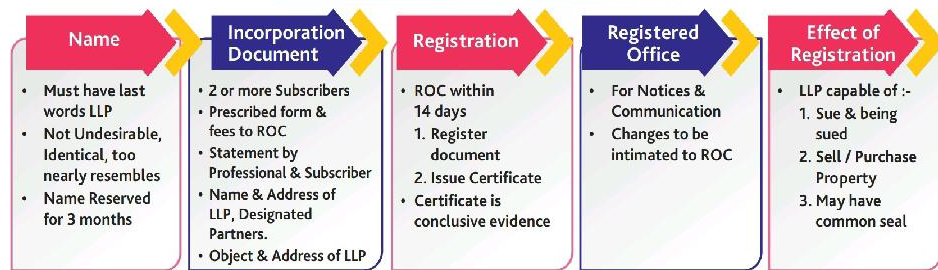 Name
• Must have last
words LLP
• Not Undesirable,
Identical, too
nearly resembles
• Name Reserved
for 3 months
Incorporation
Document
• 2 or more Subscribers
• Prescribed form &
fees to ROC
• Statement by
Professional & Subscriber
• Name & Address of
LLP, Designated
Partners.
• Object & Address of LLP
Registration
• ROC within
14 days
1. Register
document
2. Issue Certificate
• Certificate is
conclusive evidence
Registered
Office
• For Notices &
Communication
• Changes to be
intimated to ROC
Effect of
Registration
• LLP capable of :-
1. Sue & being
sued
2. Sell / Purchase
Property
3. May have
common seal